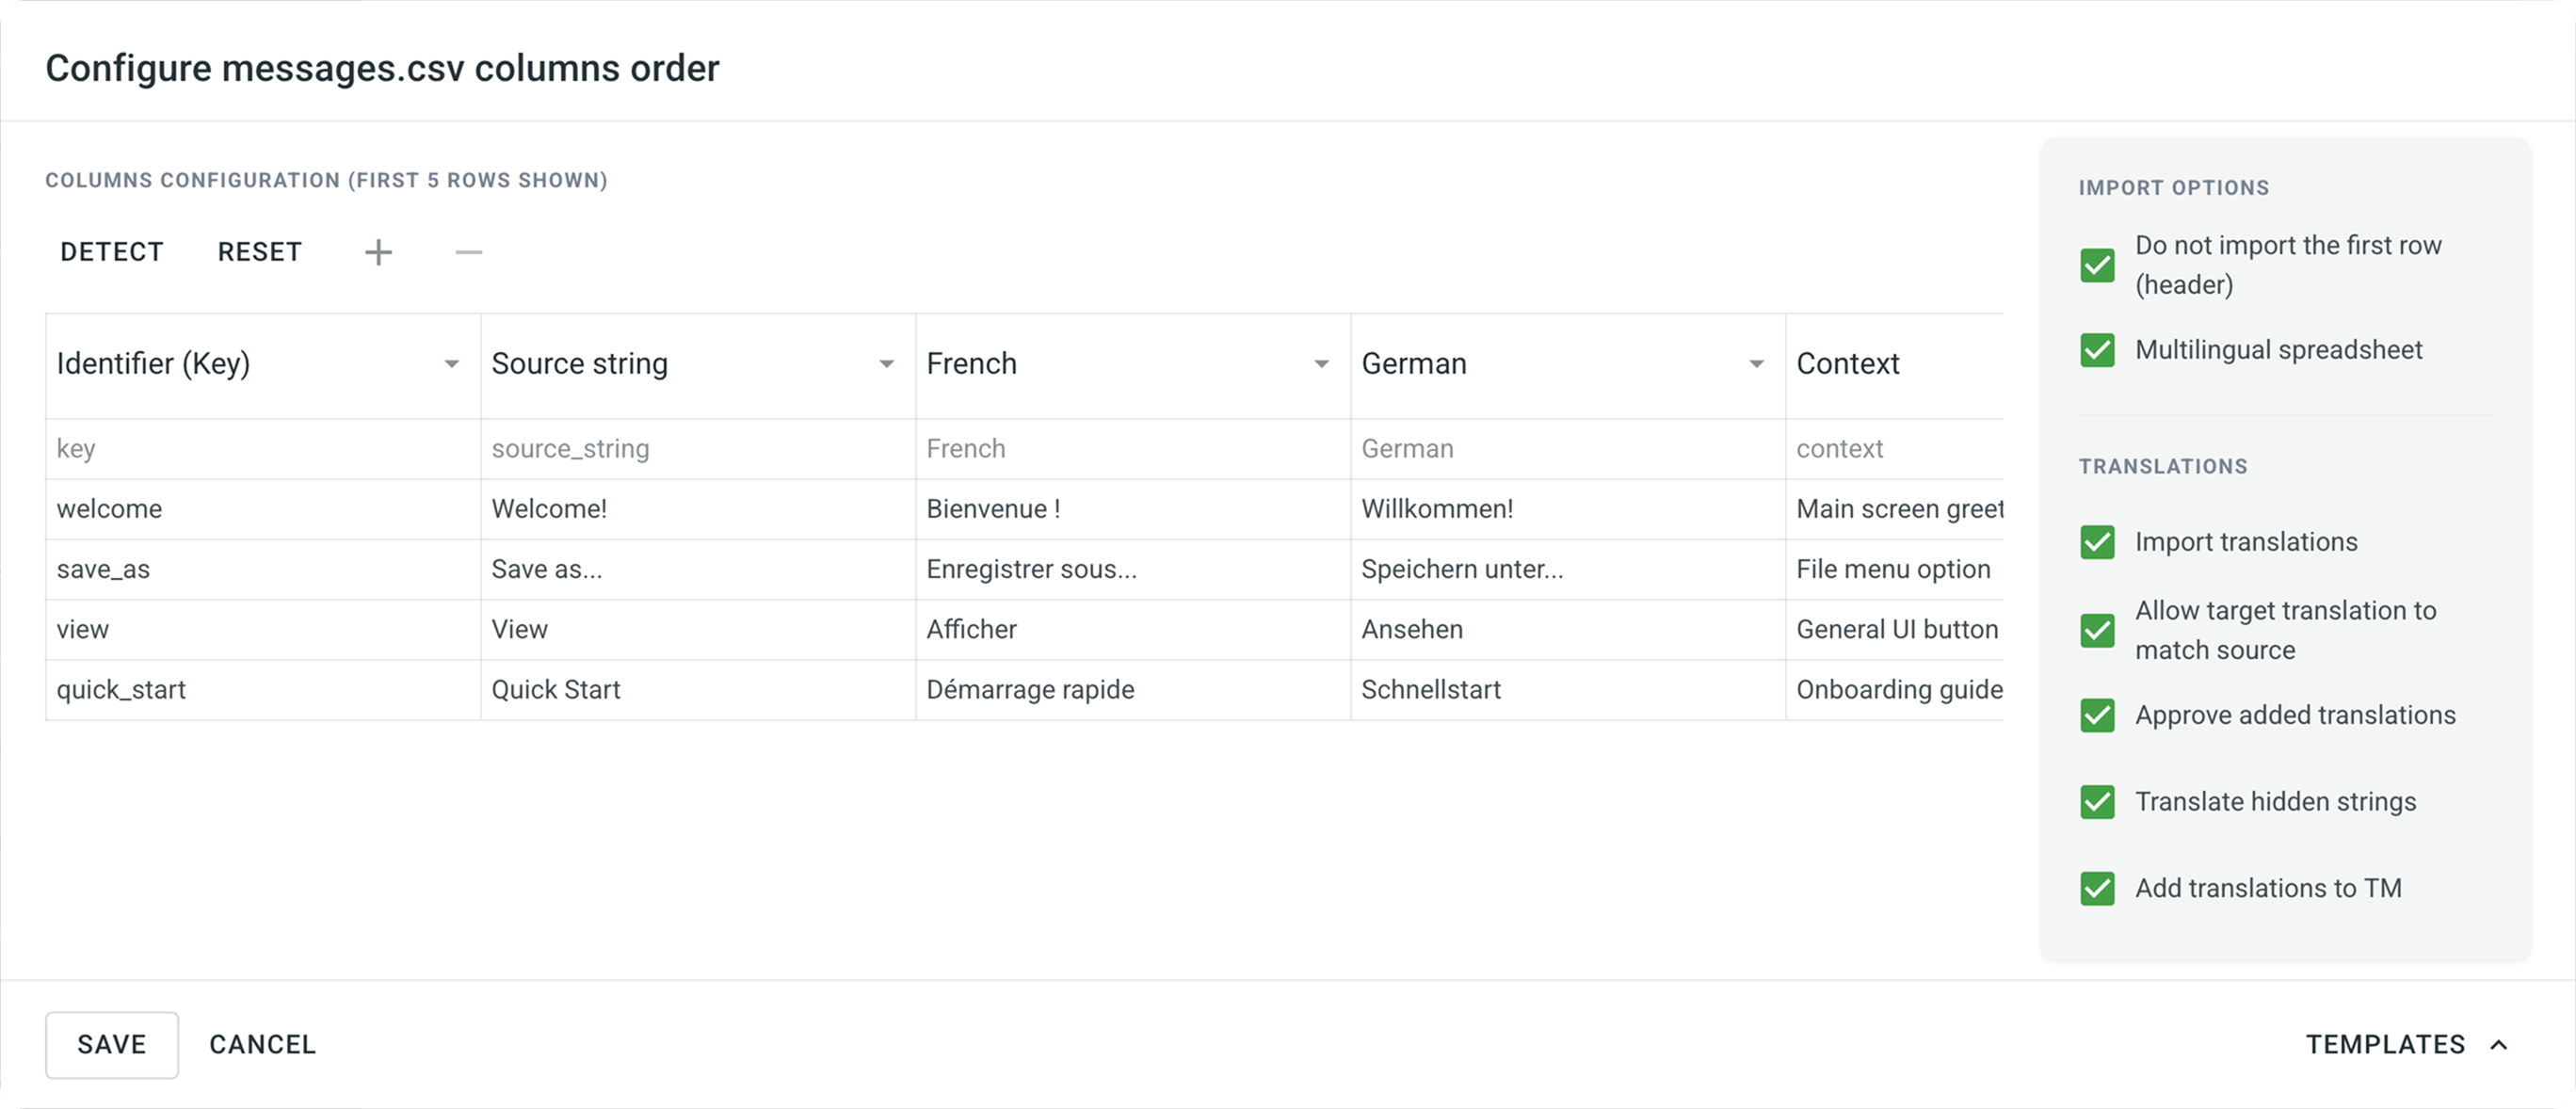 Configure messages.csv columns order
COLUMNS CONFIGURATION (FIRST 5 ROWS SHOWN)
DETECT RESET + −
Identifier (Key) Source string French German Context
key source_string French German context
welcome Welcome! Bienvenue ! Willkommen! Main screen greet
save_as Save as... Enregistrer sous... Speichern unter... File menu option
view View Afficher Ansehen General UI button
quick_start Quick Start Démarrage rapide Schnellstart Onboarding guide
IMPORT OPTIONS
Do not import the first row
(header)
Multilingual spreadsheet
TRANSLATIONS
Import translations
Allow target translation to
match source
Approve added translations
Translate hidden strings
Add translations to TM
SAVE CANCEL TEMPLATES